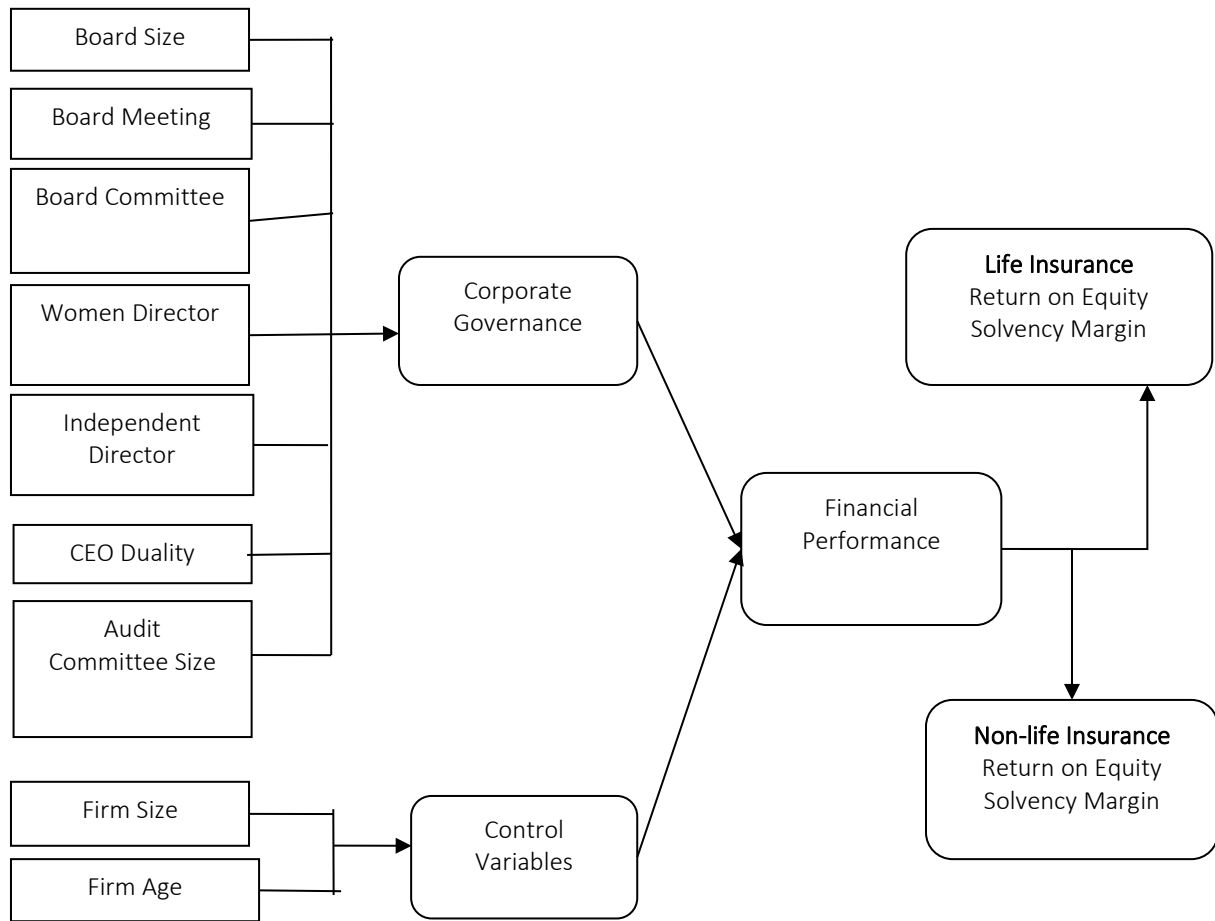 Board Size
Board Meeting
Board Committee
Women Director
Independent
Director
CEO Duality
Audit
Committee Size
Firm Size
Firm Age
Corporate
Governance
Control
Variables
Financial
Performance
Life Insurance
Return on Equity
Solvency Margin
Non-life Insurance
Return on Equity
Solvency Margin